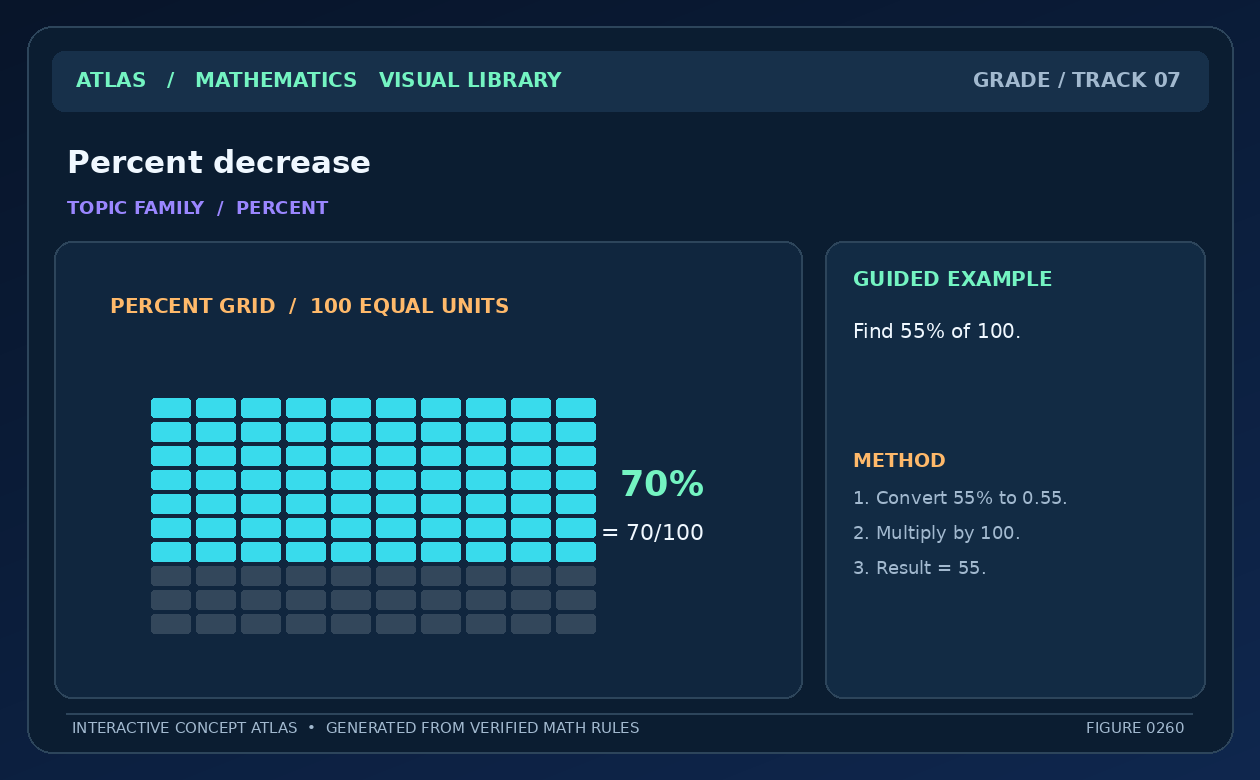 ATLAS / MATHEMATICS VISUAL LIBRARY
GRADE / TRACK 07
Percent decrease
TOPIC FAMILY / PERCENT
PERCENT GRID / 100 EQUAL UNITS
70%
= 70/100
GUIDED EXAMPLE
Find 55% of 100.
METHOD
1. Convert 55% to 0.55.
2. Multiply by 100.
3. Result = 55.
INTERACTIVE CONCEPT ATLAS • GENERATED FROM VERIFIED MATH RULES
FIGURE 0260